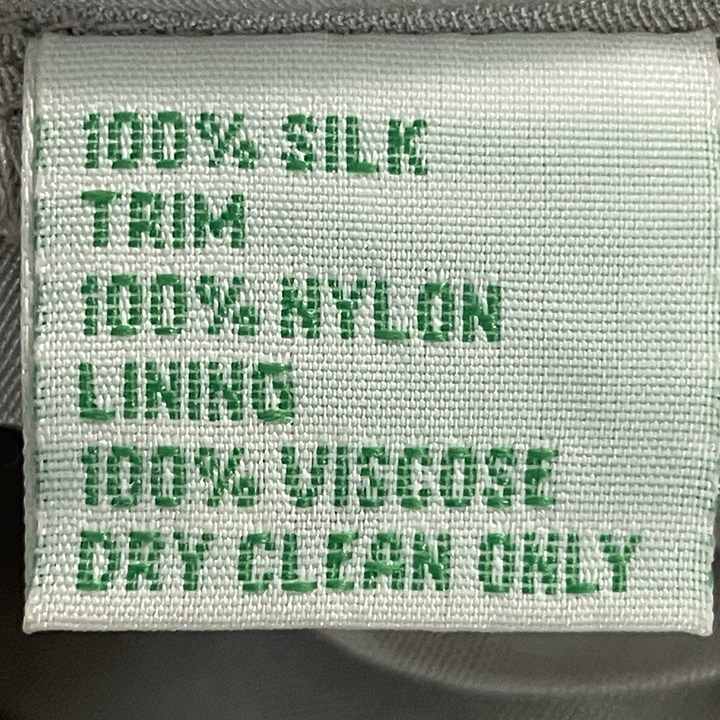 100% SILK
TRIM
100% NYLON
LINING
100% VISCOSE
DRY CLEAN ONLY